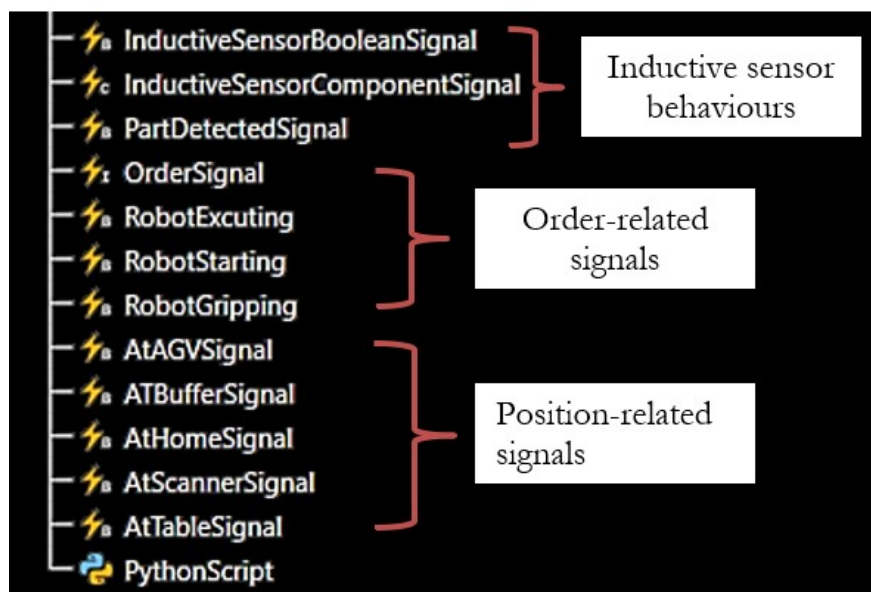 InductiveSensorBooleanSignal
InductiveSensorComponentSignal
PartDetectedSignal
Inductive sensor
behaviours
OrderSignal
RobotExcuting
RobotStarting
RobotGripping
Order-related
signals
AtAGVSignal
ATBufferSignal
AtHomeSignal
AtScannerSignal
AtTableSignal
Position-related
signals
PythonScript